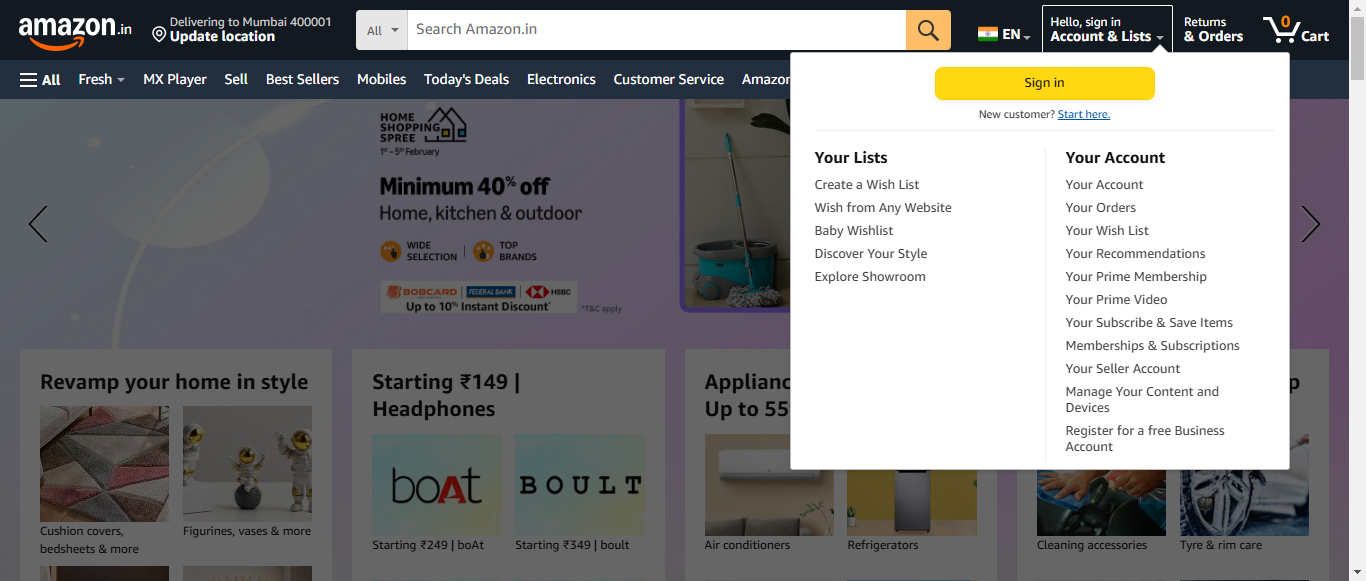 amazon.in
Delivering to Mumbai 400001
Update location
All
Search Amazon.in
EN
Hello, sign in
Account & Lists
Returns
& Orders
0
Cart
All
Fresh
MX Player
Sell
Best Sellers
Mobiles
Today's Deals
Electronics
Customer Service
Sign in
New customer? Start here.
Your Lists
Create a Wish List
Wish from Any Website
Baby Wishlist
Discover Your Style
Explore Showroom
Your Account
Your Account
Your Orders
Your Wish List
Your Recommendations
Your Prime Membership
Your Prime Video
Your Subscribe & Save Items
Memberships & Subscriptions
Your Seller Account
Manage Your Content and
Devices
Register for a free Business
Account
HOME
SHOPPING
SPREE
1st – 5th February
Minimum 40% off
Home, kitchen & outdoor
WIDE
SELECTION
TOP
BRANDS
BOBCARD
FEDERAL BANK
HSBC
Up to 10% Instant Discount*
*T&C apply
Revamp your home in style
Cushion covers,
bedsheets & more
Figurines, vases & more
Starting ₹149 |
Headphones
boAt
BOULT
Starting ₹249 | boAt
Starting ₹349 | boult
Up to
Air conditioners
Refrigerators
Cleaning accessories
Tyre & rim care